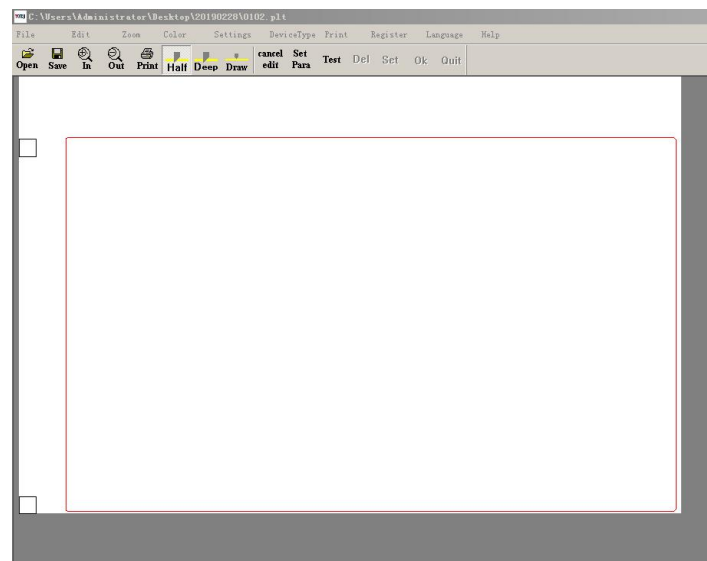 C:\Users\Administrator\Desktop\20190228\0102.plt
File Edit Zoom Color Settings DeviceType Print Register Language Help
Open Save In Out Print Half Deep Draw cancel edit Set Para Test Del Set Ok Quit